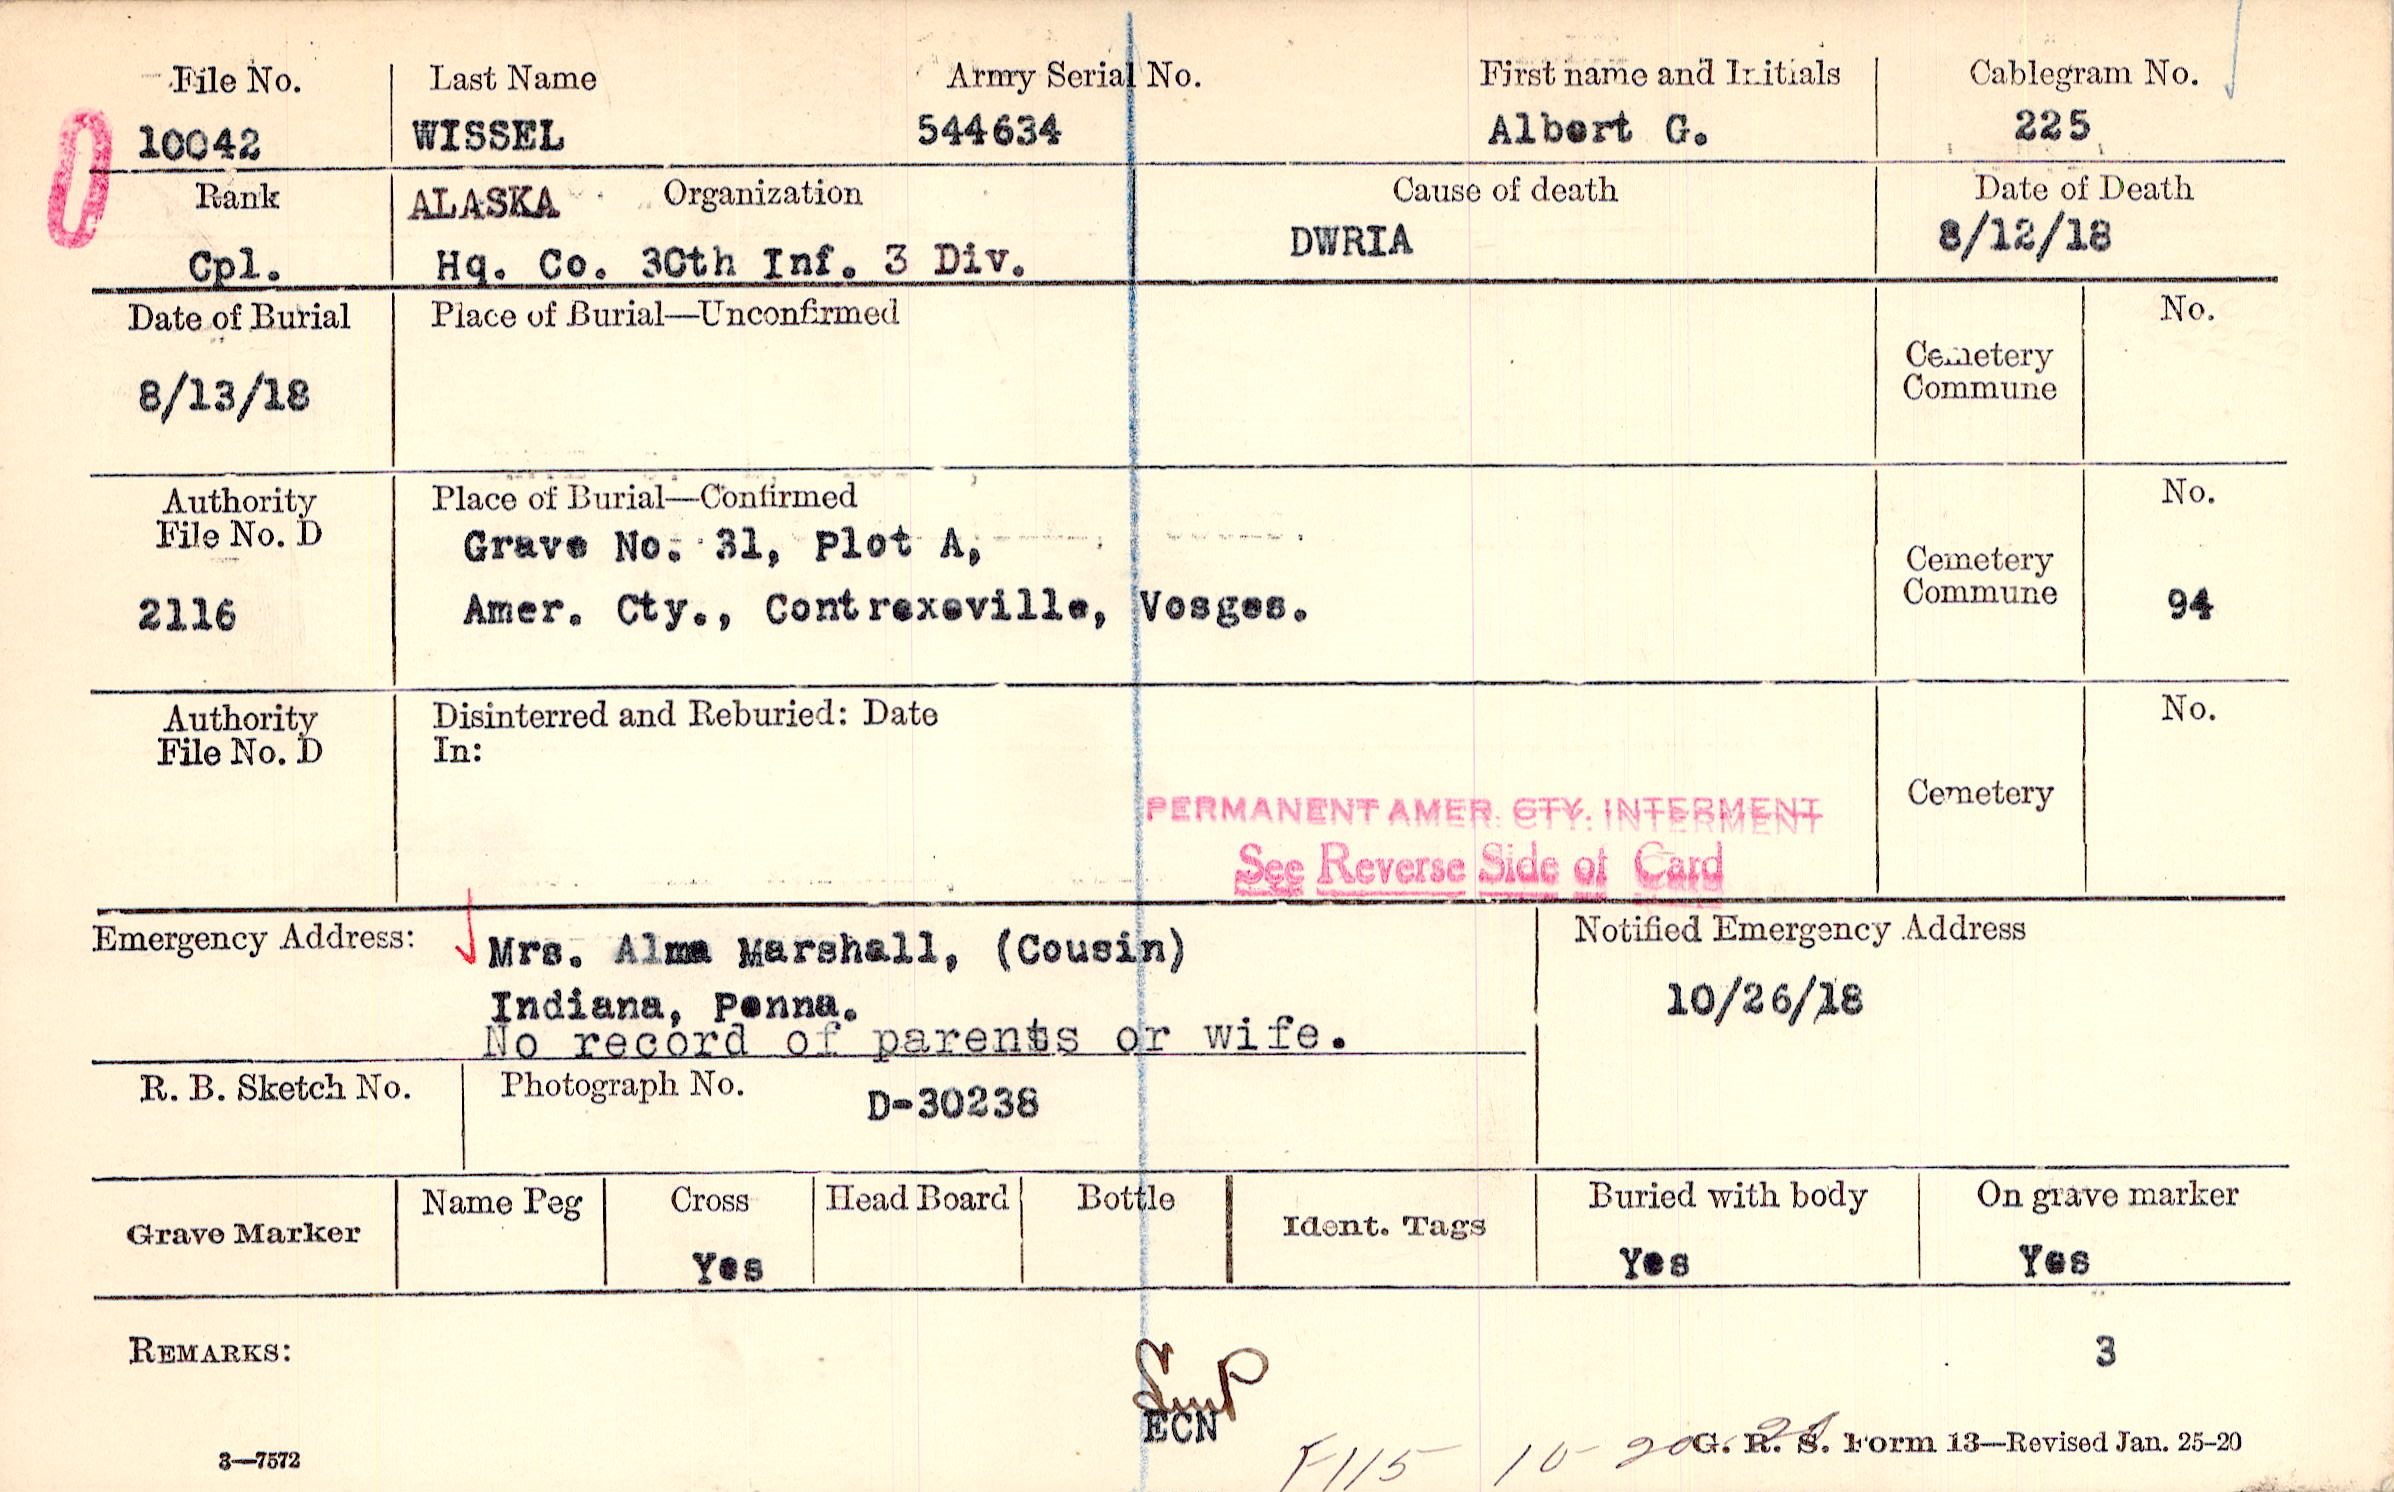 File No. Last Name Army Serial No. First name and Initials Cablegram No.
10042 WISSEL 544634 Albert G. 225
Rank ALASKA Organization Cause of death Date of Death
Cpl. Hq. Co. 30th Inf. 3 Div. DWRIA 8/12/18
Date of Burial Place of Burial—Unconfirmed No.
Cemetery
Commune
8/13/18
Authority Place of Burial—Confirmed No.
File No. D Grave No. 31, Plot A,
Cemetery
Commune
2116 Amer. Cty., Contrexeville, Vosges. 94
Authority Disinterred and Reburied: Date No.
File No. D In:
Cemetery
PERMANENT AMER. CTY. INTERMENT
See Reverse Side of Card
Emergency Address: Mrs. Alma Marshall, (Cousin) Notified Emergency Address
Indiana, Penna. 10/26/18
No record of parents or wife.
R. B. Sketch No. Photograph No. D-30238
Grave Marker Name Peg Cross Head Board Bottle Ident. Tags Buried with body On grave marker
Yes Yes Yes
REMARKS: 3
ECN
F115 10
3—7572 G. R. S. Form 13—Revised Jan. 25-20